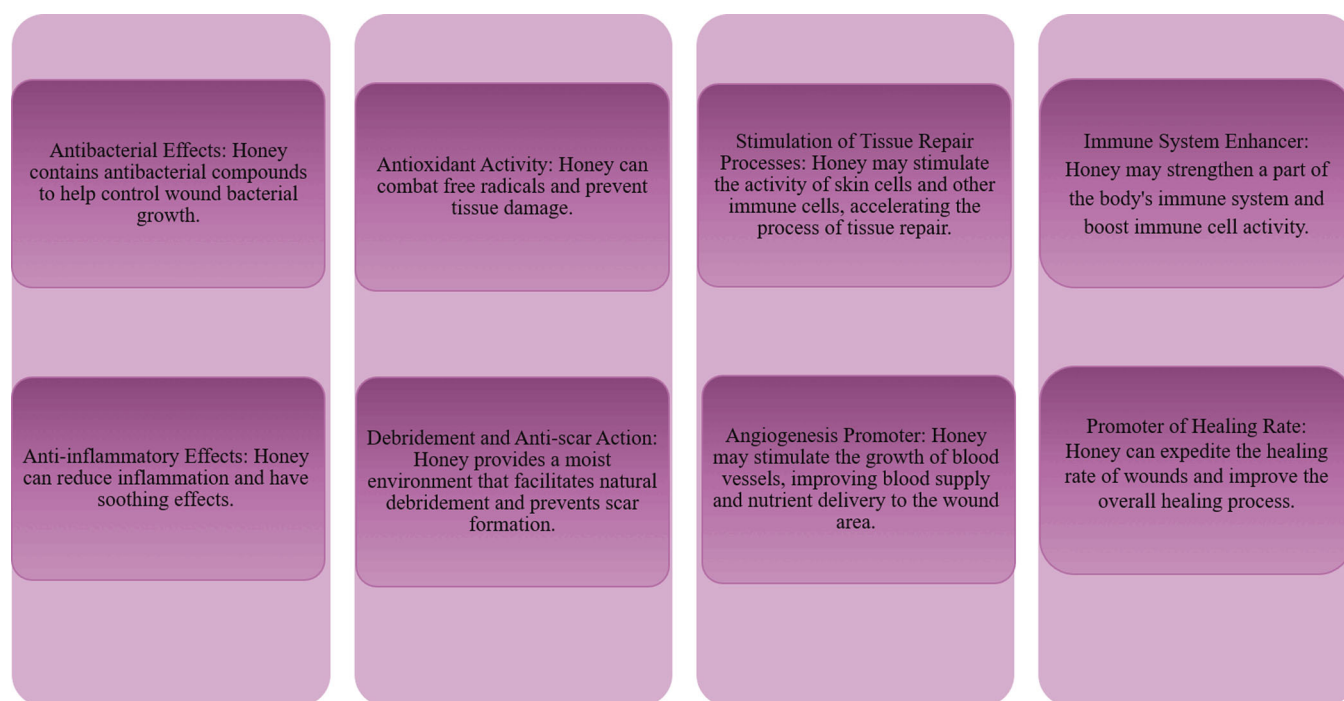 Antibacterial Effects: Honey
contains antibacterial compounds
to help control wound bacterial
growth.
Antioxidant Activity: Honey can
combat free radicals and prevent
tissue damage.
Stimulation of Tissue Repair
Processes: Honey may stimulate
the activity of skin cells and other
immune cells, accelerating the
process of tissue repair.
Immune System Enhancer:
Honey may strengthen a part of
the body's immune system and
boost immune cell activity.
Anti-inflammatory Effects: Honey
can reduce inflammation and have
soothing effects.
Debridement and Anti-scar Action:
Honey provides a moist
environment that facilitates natural
debridement and prevents scar
formation.
Angiogenesis Promoter: Honey
may stimulate the growth of blood
vessels, improving blood supply
and nutrient delivery to the wound
area.
Promoter of Healing Rate:
Honey can expedite the healing
rate of wounds and improve the
overall healing process.